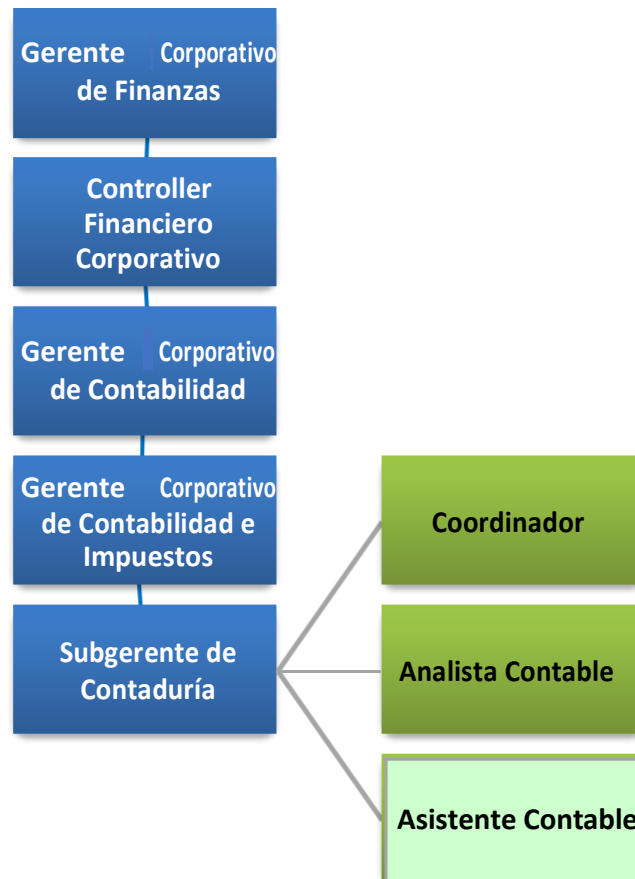 Gerente Corporativo
de Finanzas
Controller
Financiero
Corporativo
Gerente Corporativo
de Contabilidad
Gerente Corporativo
de Contabilidad e
Impuestos
Subgerente de
Contaduría
Coordinador
Analista Contable
Asistente Contable